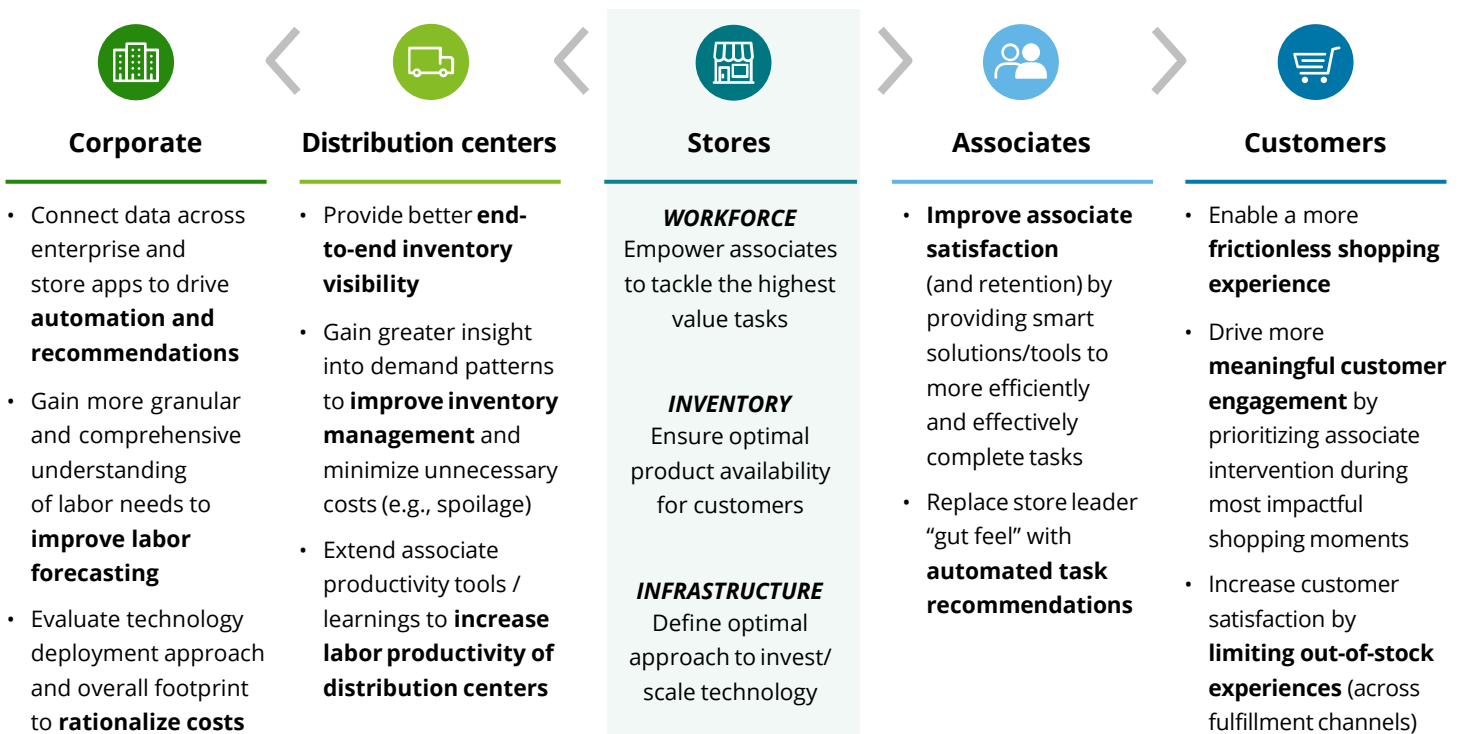 Corporate
• Connect data across
enterprise and
store apps to drive
automation and
recommendations
• Gain more granular
and comprehensive
understanding
of labor needs to
improve labor
forecasting
• Evaluate technology
deployment approach
and overall footprint
to rationalize costs
Distribution centers
• Provide better end-
to-end inventory
visibility
• Gain greater insight
into demand patterns
to improve inventory
management and
minimize unnecessary
costs (e.g., spoilage)
• Extend associate
productivity tools /
learnings to increase
labor productivity of
distribution centers
Stores
WORKFORCE
Empower associates
to tackle the highest
value tasks
INVENTORY
Ensure optimal
product availability
for customers
INFRASTRUCTURE
Define optimal
approach to invest/
scale technology
Associates
• Improve associate
satisfaction
(and retention) by
providing smart
solutions/tools to
more efficiently
and effectively
complete tasks
• Replace store leader
“gut feel” with
automated task
recommendations
Customers
• Enable a more
frictionless shopping
experience
• Drive more
meaningful customer
engagement by
prioritizing associate
intervention during
most impactful
shopping moments
• Increase customer
satisfaction by
limiting out-of-stock
experiences (across
fulfillment channels)